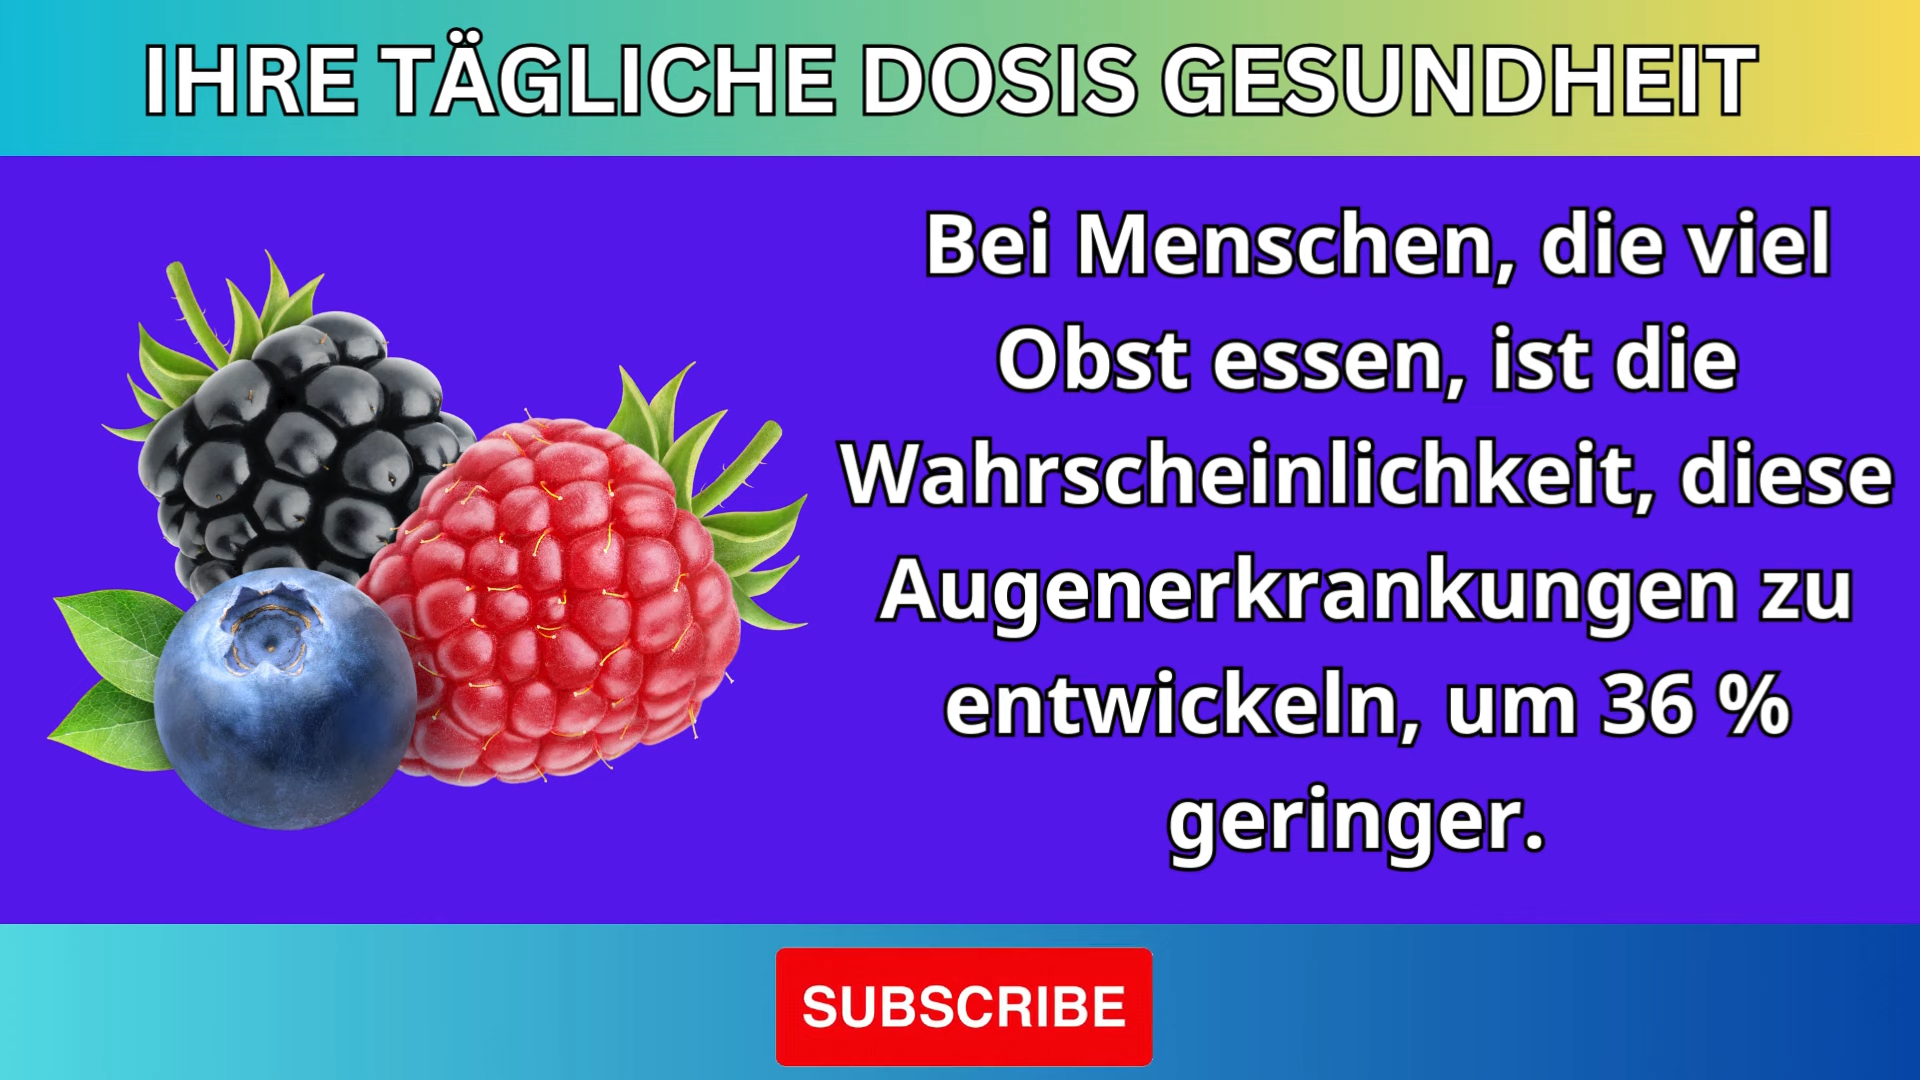 IHRE TÄGLICHE DOSIS GESUNDHEIT
Bei Menschen, die viel
Obst essen, ist die
Wahrscheinlichkeit, diese
Augenerkrankungen zu
entwickeln, um 36 %
geringer.
SUBSCRIBE